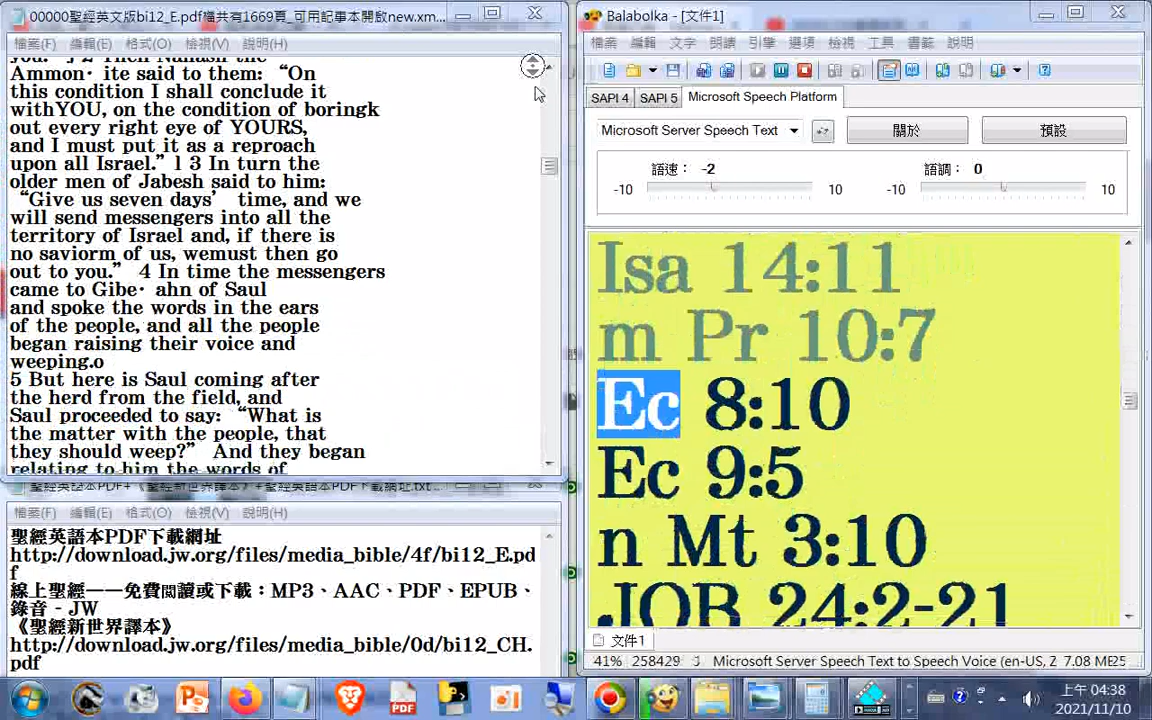 00000聖經英文版bi12_E.pdf檔共有1669頁_可用記事本開啟new.xm...
檔案(F) 編輯(E) 格式(O) 檢視(V) 說明(H)
Ammon· ite said to them: “On
this condition I shall conclude it
withYOU, on the condition of boringk
out every right eye of YOURS,
and I must put it as a reproach
upon all Israel.” l 3 In turn the
older men of Jabesh said to him:
“Give us seven days’ time, and we
will send messengers into all the
territory of Israel and, if there is
no saviorm of us, wemust then go
out to you.” 4 In time the messengers
came to Gibe· ahn of Saul
and spoke the words in the ears
of the people, and all the people
began raising their voice and
weeping.o
5 But here is Saul coming after
the herd from the field, and
Saul proceeded to say: “What is
the matter with the people, that
they should weep?” And they began
relating to him the words of
檔案(F) 編輯(E) 格式(O) 檢視(V) 說明(H)
聖經英語本PDF下載網址
http://download.jw.org/files/media_bible/4f/bi12_E.pd
f
線上聖經——免費閱讀或下載：MP3、AAC、PDF、EPUB、
錄音 - JW
《聖經新世界譯本》
http://download.jw.org/files/media_bible/0d/bi12_CH.
pdf
Balabolka - [文件1]
檔案 編輯 文字 朗讀 引擎 選項 檢視 工具 書籤 說明
SAPI 4 SAPI 5 Microsoft Speech Platform
Microsoft Server Speech Text 關於 預設
語速： -2 語調： 0
-10 10 -10 10
Isa 14:11
m Pr 10:7
Ec 8:10
Ec 9:5
n Mt 3:10
JOB 24:2-21
文件1
41% 258429 Microsoft Server Speech Text to Speech Voice (en-US, 2 7.08 ME25
上午 04:38
2021/11/10